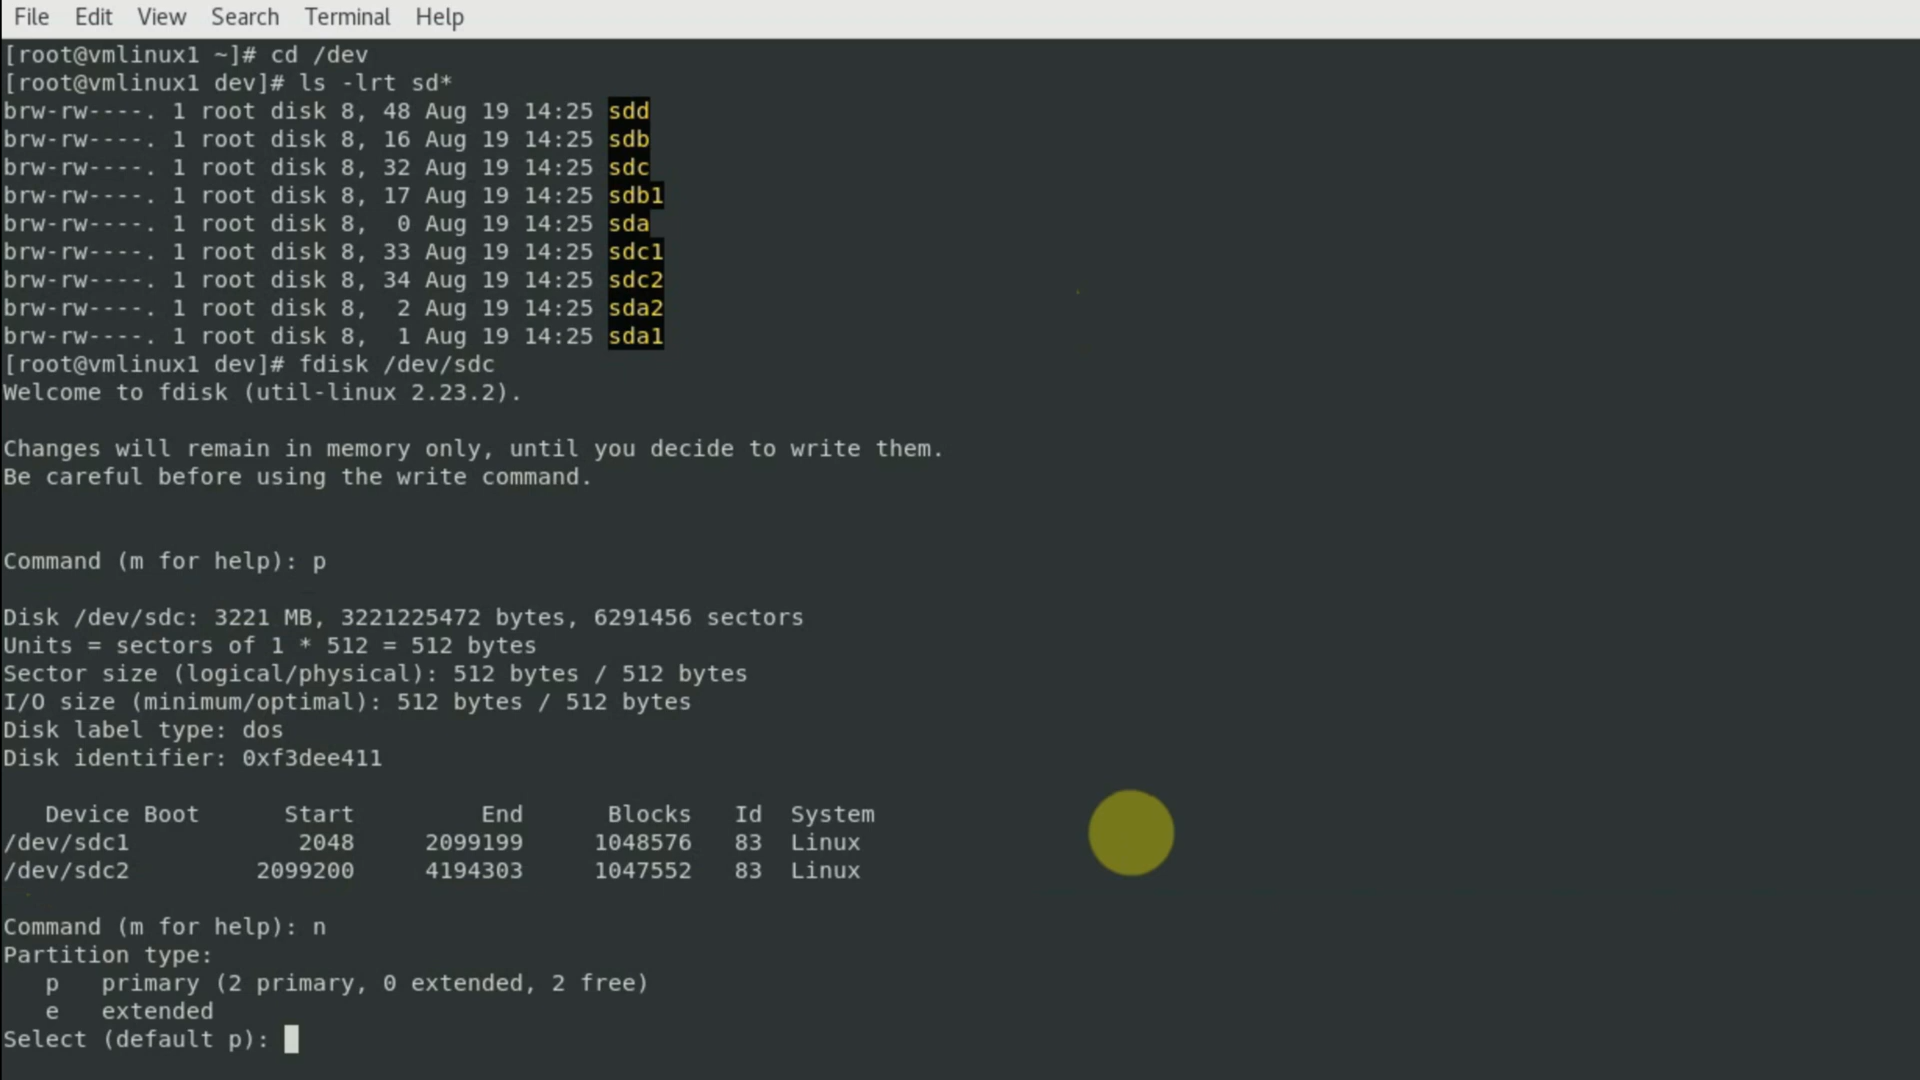 File Edit View Search Terminal Help
[root@vmlinux1 ~]# cd /dev
[root@vmlinux1 dev]# ls -lrt sd*
brw-rw----. 1 root disk 8, 48 Aug 19 14:25 sdd
brw-rw----. 1 root disk 8, 16 Aug 19 14:25 sdb
brw-rw----. 1 root disk 8, 32 Aug 19 14:25 sdc
brw-rw----. 1 root disk 8, 17 Aug 19 14:25 sdb1
brw-rw----. 1 root disk 8,  0 Aug 19 14:25 sda
brw-rw----. 1 root disk 8, 33 Aug 19 14:25 sdc1
brw-rw----. 1 root disk 8, 34 Aug 19 14:25 sdc2
brw-rw----. 1 root disk 8,  2 Aug 19 14:25 sda2
brw-rw----. 1 root disk 8,  1 Aug 19 14:25 sda1
[root@vmlinux1 dev]# fdisk /dev/sdc
Welcome to fdisk (util-linux 2.23.2).
Changes will remain in memory only, until you decide to write them.
Be careful before using the write command.
Command (m for help): p
Disk /dev/sdc: 3221 MB, 3221225472 bytes, 6291456 sectors
Units = sectors of 1 * 512 = 512 bytes
Sector size (logical/physical): 512 bytes / 512 bytes
I/O size (minimum/optimal): 512 bytes / 512 bytes
Disk label type: dos
Disk identifier: 0xf3dee411
   Device Boot      Start         End      Blocks   Id  System
/dev/sdc1            2048     2099199     1048576   83  Linux
/dev/sdc2         2099200     4194303     1047552   83  Linux
Command (m for help): n
Partition type:
   p   primary (2 primary, 0 extended, 2 free)
   e   extended
Select (default p):